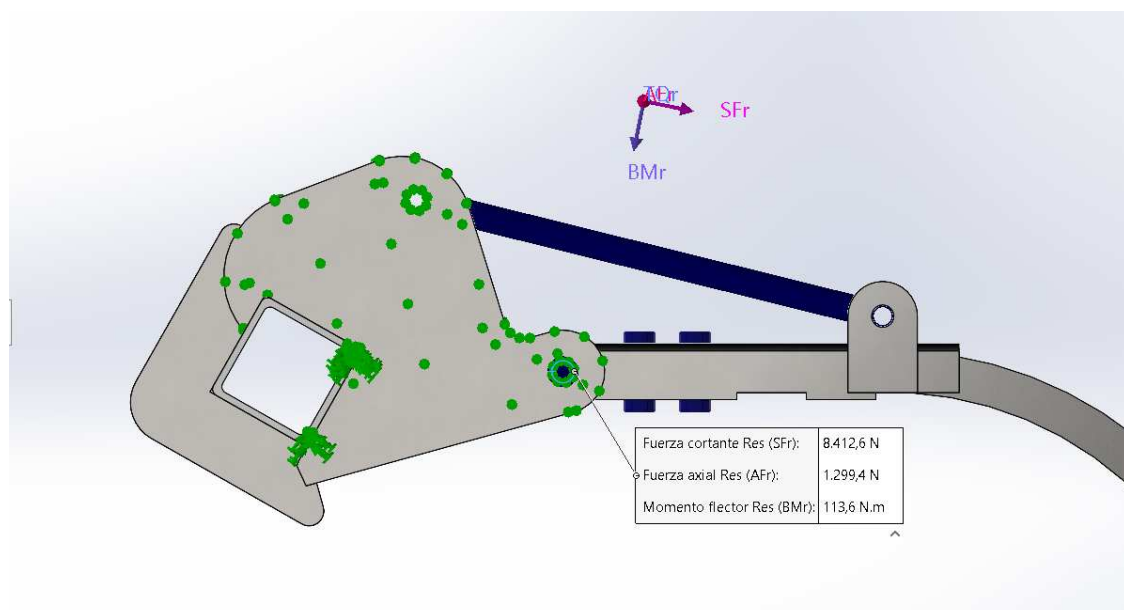 SFr
BMr
Fuerza cortante Res (SFr): 8.412,6 N
Fuerza axial Res (AFr): 1.299,4 N
Momento flector Res (BMr): 113,6 N.m